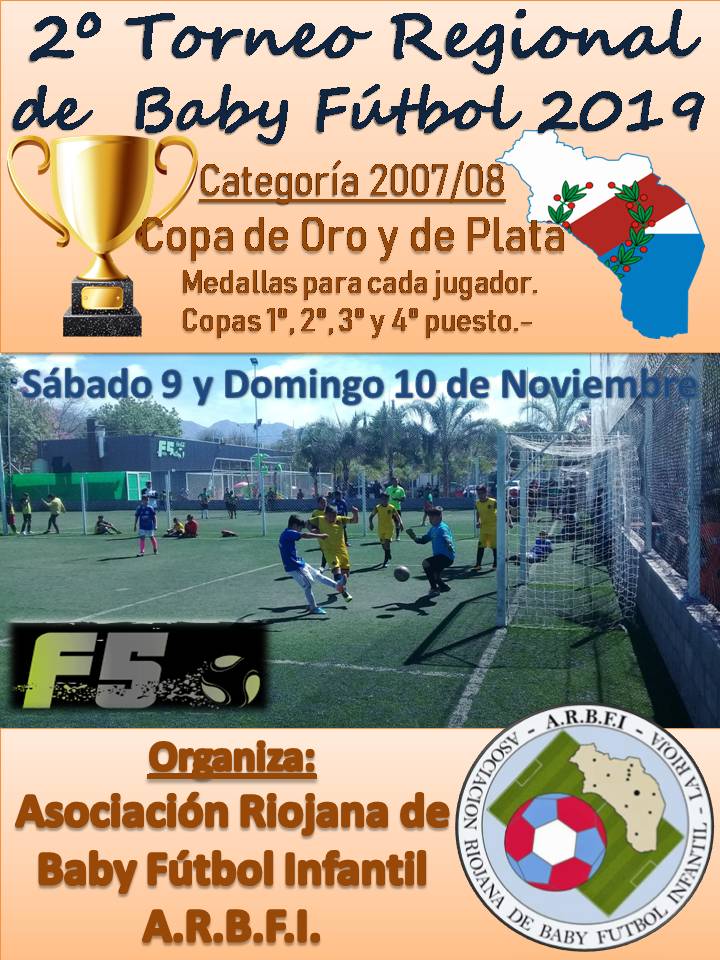 2º Torneo Regional
de Baby Fútbol 2019
Categoría 2007/08
Copa de Oro y de Plata
Medallas para cada jugador.
Copas 1º, 2º, 3º y 4º puesto.-
Sábado 9 y Domingo 10 de Noviembre
F5
F5
Organiza:
Asociación Riojana de
Baby Fútbol Infantil
A.R.B.F.I.
- A.R.B.F.I -
ASOCIACION RIOJANA DE BABY FUTBOL INFANTIL - LA RIOJA